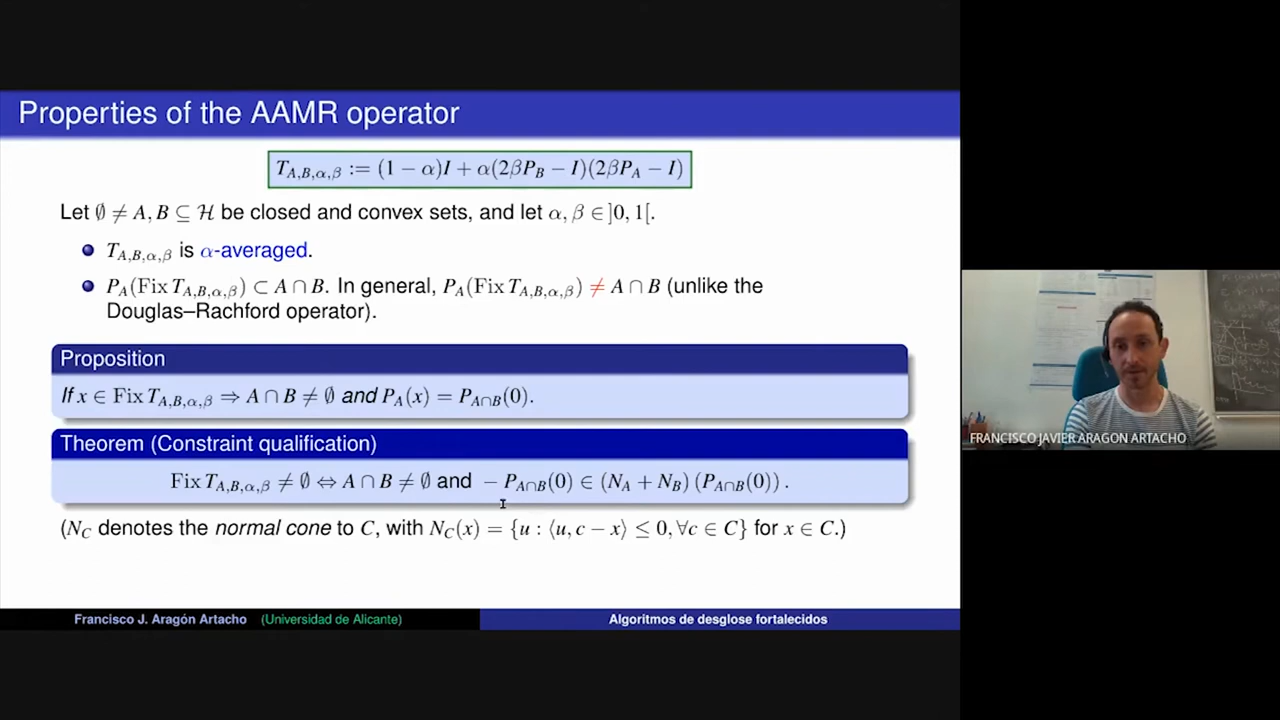 Properties of the AAMR operator
T_{A,B,α,β} := (1 − α)I + α(2βP_B − I)(2βP_A − I)
Let ∅ ≠ A, B ⊆ ℋ be closed and convex sets, and let α, β ∈ ]0, 1[.
T_{A,B,α,β} is α-averaged.
P_A(Fix T_{A,B,α,β}) ⊂ A ∩ B. In general, P_A(Fix T_{A,B,α,β}) ≠ A ∩ B (unlike the
Douglas–Rachford operator).
Proposition
If x ∈ Fix T_{A,B,α,β} ⇒ A ∩ B ≠ ∅ and P_A(x) = P_{A∩B}(0).
Theorem (Constraint qualification)
Fix T_{A,B,α,β} ≠ ∅ ⇔ A ∩ B ≠ ∅ and − P_{A∩B}(0) ∈ (N_A + N_B) (P_{A∩B}(0)) .
(N_C denotes the normal cone to C, with N_C(x) = {u : ⟨u, c − x⟩ ≤ 0, ∀c ∈ C} for x ∈ C.)
Francisco J. Aragón Artacho (Universidad de Alicante)
Algoritmos de desglose fortalecidos
FRANCISCO JAVIER ARAGON ARTACHO